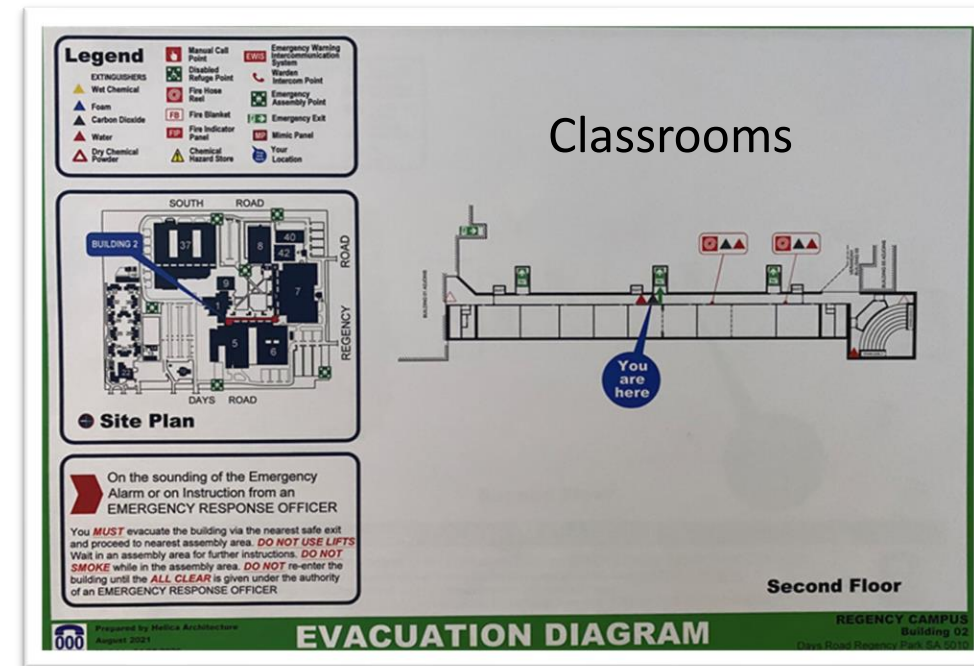 Legend
EXTINGUISHERS
Wet Chemical
Foam
Carbon Dioxide
Water
Dry Chemical
Powder
Manual Call
Point
Disabled
Refuge Point
Fire Hose
Reel
FB Fire Blanket
FIP Fire Indicator
Panel
Chemical
Hazard Store
EWIS Emergency Warning
Intercommunication
System
Warden
Intercom Point
Emergency
Assembly Point
Emergency Exit
MP Mimic Panel
Your
Location
Classrooms
SOUTH ROAD
BUILDING 2
37
8
40
42
9
7
5
6
ROAD
REGENCY
DAYS ROAD
Site Plan
BUILDING 01 ADJOINS
You
are
here
On the sounding of the Emergency
Alarm or on Instruction from an
EMERGENCY RESPONSE OFFICER
You MUST evacuate the building via the nearest safe exit
and proceed to nearest assembly area. DO NOT USE LIFTS
Wait in an assembly area for further instructions. DO NOT
SMOKE while in the assembly area. DO NOT re-enter the
building until the ALL CLEAR is given under the authority
of an EMERGENCY RESPONSE OFFICER
Second Floor
000
Prepared by Helica Architecture
August 2021
EVACUATION DIAGRAM
REGENCY CAMPUS
Building 02
Days Road Regency Park SA 5010